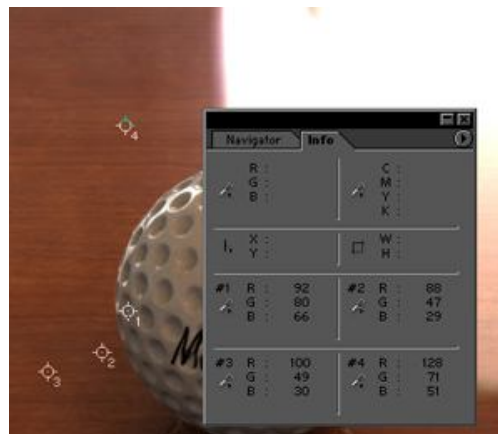 Navigator Info
R :
G :
B :
C :
M :
Y :
K :
X :
Y :
W :
H :
#1 R : 92
G : 80
B : 66
#2 R : 88
G : 47
B : 29
#3 R : 100
G : 49
B : 30
#4 R : 128
G : 71
B : 51
4
1
2
3